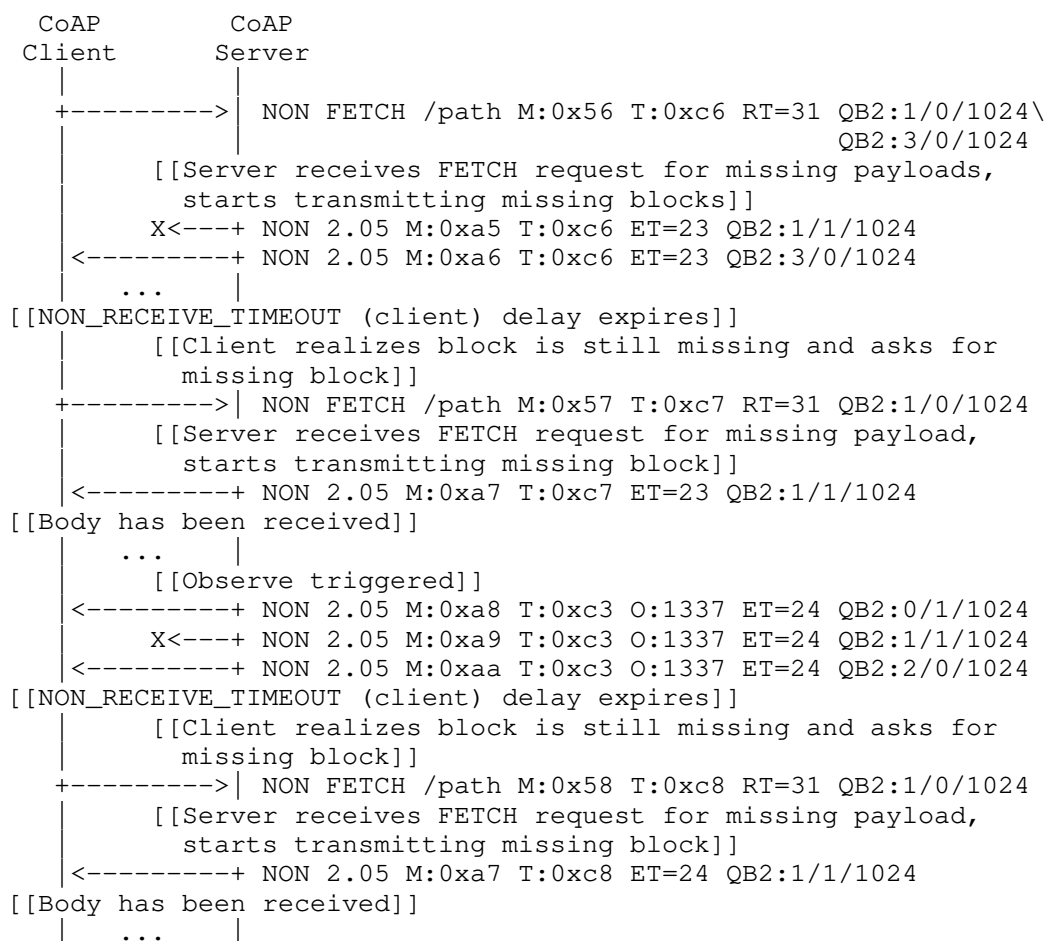 CoAP        CoAP
 Client      Server
   |          |
   +--------->| NON FETCH /path M:0x56 T:0xc6 RT=31 QB2:1/0/1024\
   |          |                                     QB2:3/0/1024
   |     [[Server receives FETCH request for missing payloads,
   |       starts transmitting missing blocks]]
   |     X<---+ NON 2.05 M:0xa5 T:0xc6 ET=23 QB2:1/1/1024
   |<---------+ NON 2.05 M:0xa6 T:0xc6 ET=23 QB2:3/0/1024
   |   ...    |
[[NON_RECEIVE_TIMEOUT (client) delay expires]]
   |     [[Client realizes block is still missing and asks for
   |       missing block]]
   +--------->| NON FETCH /path M:0x57 T:0xc7 RT=31 QB2:1/0/1024
   |     [[Server receives FETCH request for missing payload,
   |       starts transmitting missing block]]
   |<---------+ NON 2.05 M:0xa7 T:0xc7 ET=23 QB2:1/1/1024
[[Body has been received]]
   |   ...    |
   |     [[Observe triggered]]
   |<---------+ NON 2.05 M:0xa8 T:0xc3 O:1337 ET=24 QB2:0/1/1024
   |     X<---+ NON 2.05 M:0xa9 T:0xc3 O:1337 ET=24 QB2:1/1/1024
   |<---------+ NON 2.05 M:0xaa T:0xc3 O:1337 ET=24 QB2:2/0/1024
[[NON_RECEIVE_TIMEOUT (client) delay expires]]
   |     [[Client realizes block is still missing and asks for
   |       missing block]]
   +--------->| NON FETCH /path M:0x58 T:0xc8 RT=31 QB2:1/0/1024
   |     [[Server receives FETCH request for missing payload,
   |       starts transmitting missing block]]
   |<---------+ NON 2.05 M:0xa7 T:0xc8 ET=24 QB2:1/1/1024
[[Body has been received]]
   |   ...    |